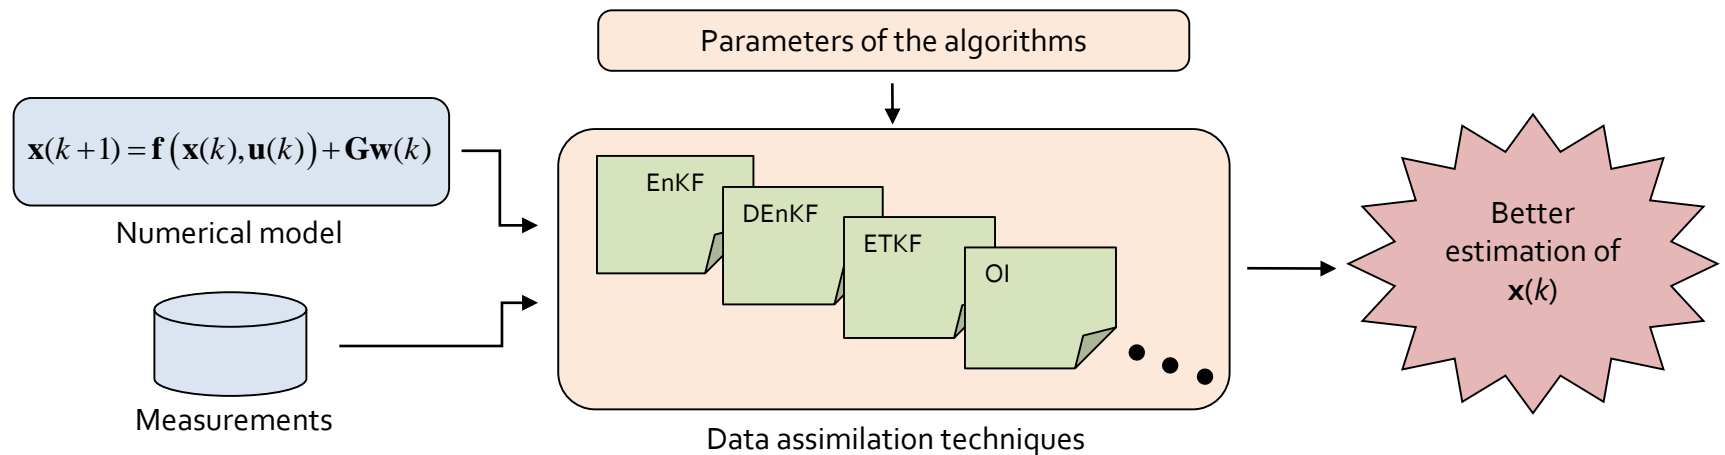 Parameters of the algorithms
x(k+1) = f(x(k),u(k)) + Gw(k)
Numerical model
Measurements
EnKF
DEnKF
ETKF
OI
Data assimilation techniques
Better
estimation of
x(k)